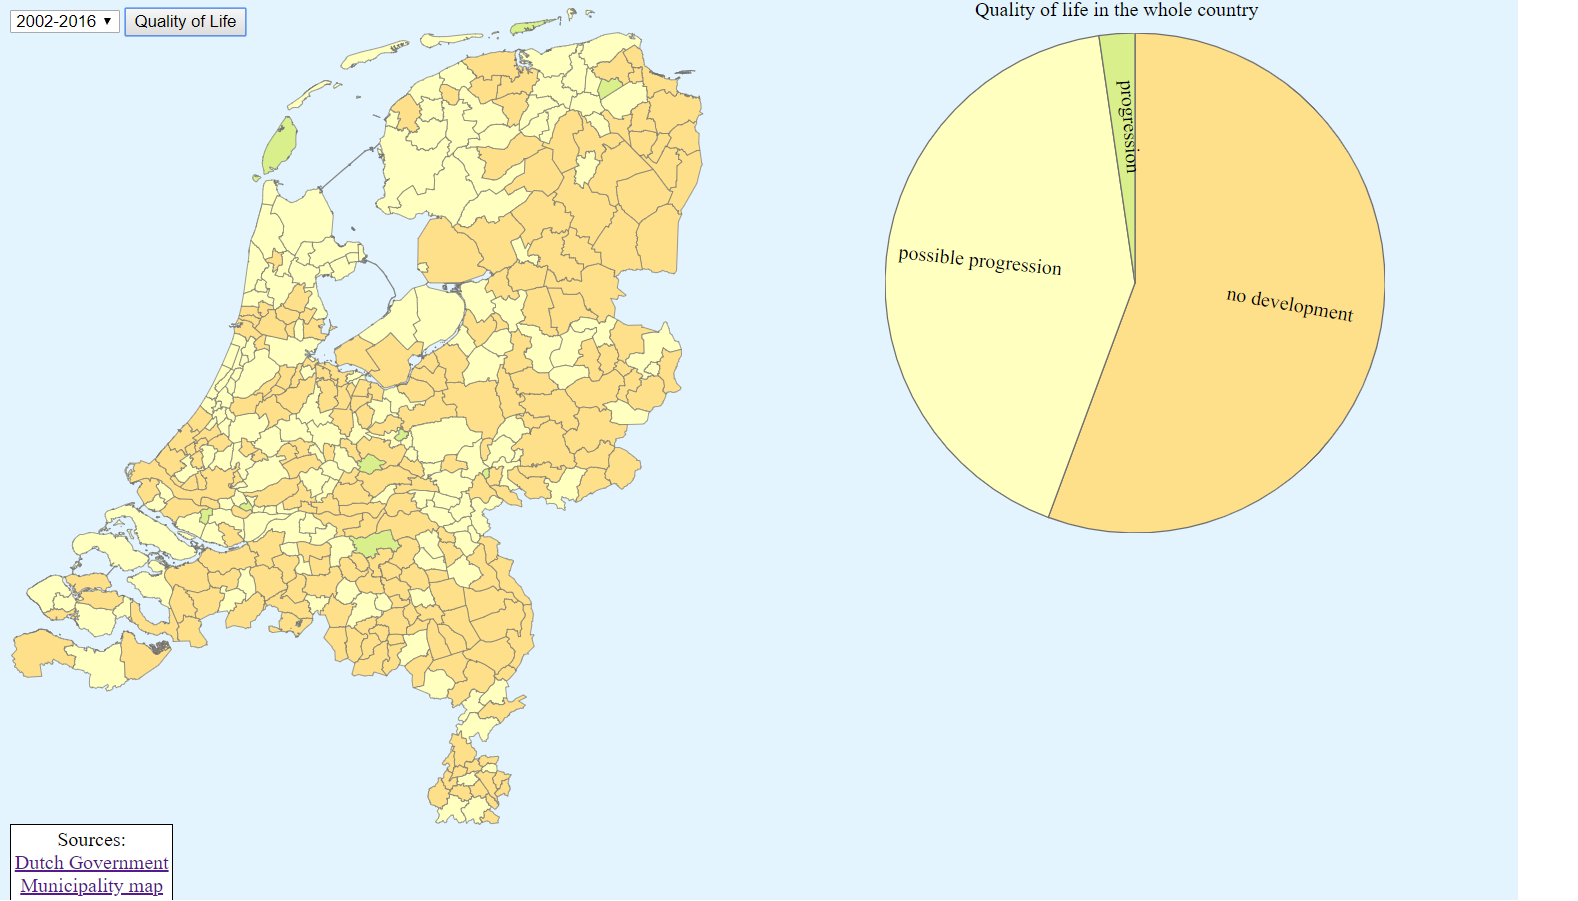 2002-2016
Quality of Life
Quality of life in the whole country
progression
possible progression
no development
Sources:
Dutch Government
Municipality map